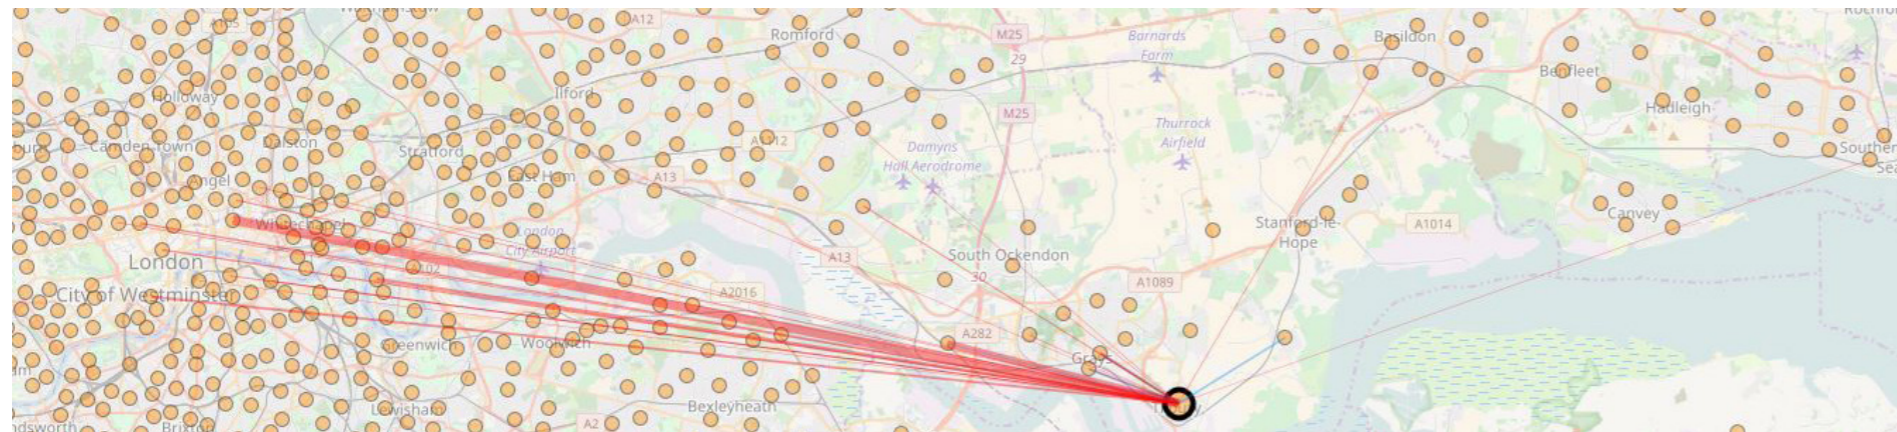 A12
Romford
M25
29
Barnards
Farm
Basildon
Benfleet
Ilford
Holloway
Hadleigh
M25
Thurrock
Airfield
Camden Town
Dalston
Stratford
A1112
Damyns
Hall Aerodrome
Angel
East Ham
A13
Canvey
Whitechapel
Stanford-le-
Hope
A1014
London
City Airport
South Ockendon
A13
London
A102
30
A1089
City of Westminster
A2016
A282
Greenwich
Woolwich
Grays
Lewisham
Bexleyheath
A2
Brixton